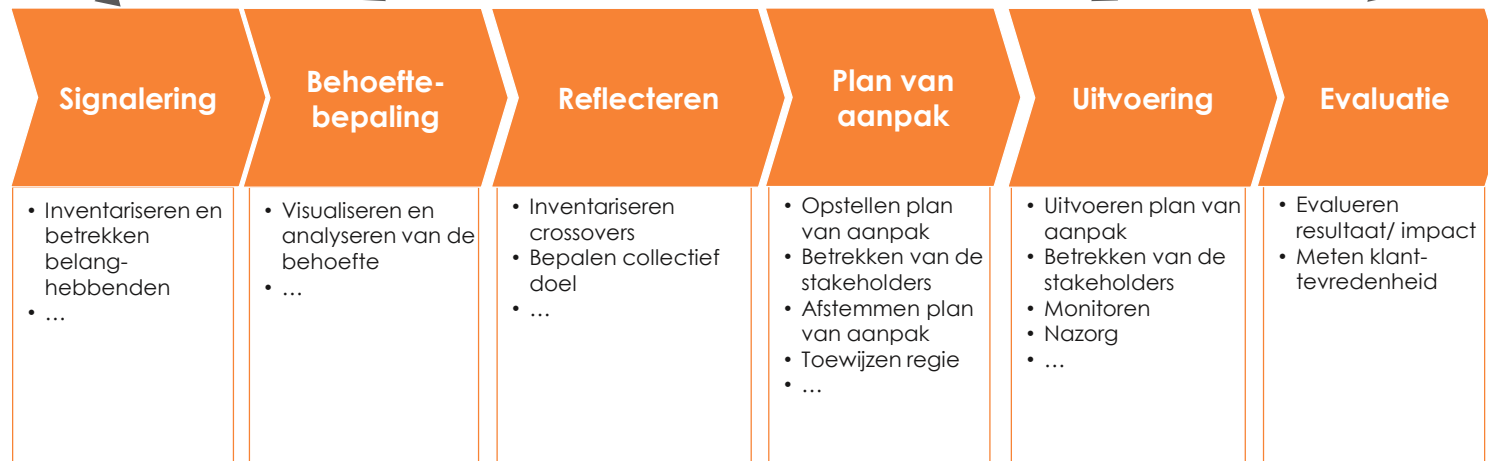 Signalering
Behoefte-
bepaling
Reflecteren
Plan van
aanpak
Uitvoering
Evaluatie
• Inventariseren en
betrekken
belang-
hebbenden
• …
• Visualiseren en
analyseren van de
behoefte
• …
• Inventariseren
crossovers
• Bepalen collectief
doel
• …
• Opstellen plan
van aanpak
• Betrekken van de
stakeholders
• Afstemmen plan
van aanpak
• Toewijzen regie
• …
• Uitvoeren plan van
aanpak
• Betrekken van de
stakeholders
• Monitoren
• Nazorg
• …
• Evalueren
resultaat/ impact
• Meten klant-
tevredenheid